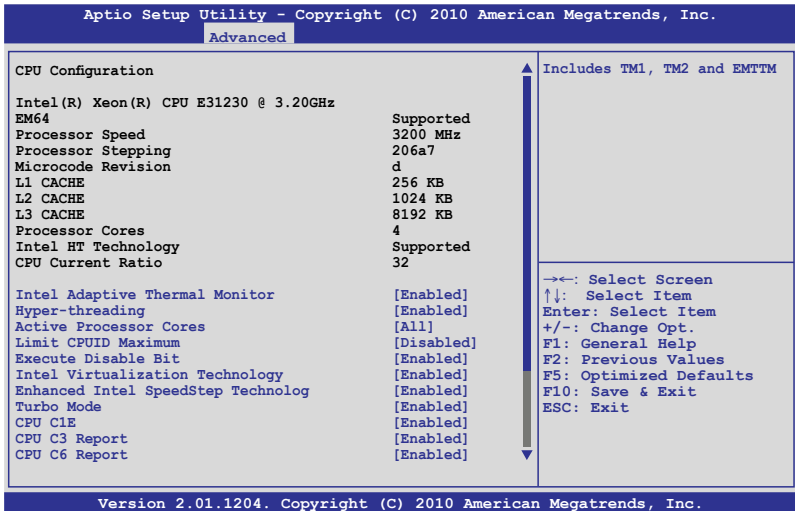 Aptio Setup Utility - Copyright (C) 2010 American Megatrends, Inc.
Advanced
CPU Configuration
Intel(R) Xeon(R) CPU E31230 @ 3.20GHz
EM64 Supported
Processor Speed 3200 MHz
Processor Stepping 206a7
Microcode Revision d
L1 CACHE 256 KB
L2 CACHE 1024 KB
L3 CACHE 8192 KB
Processor Cores 4
Intel HT Technology Supported
CPU Current Ratio 32
Intel Adaptive Thermal Monitor [Enabled]
Hyper-threading [Enabled]
Active Processor Cores [All]
Limit CPUID Maximum [Disabled]
Execute Disable Bit [Enabled]
Intel Virtualization Technology [Enabled]
Enhanced Intel SpeedStep Technolog [Enabled]
Turbo Mode [Enabled]
CPU C1E [Enabled]
CPU C3 Report [Enabled]
CPU C6 Report [Enabled]
Includes TM1, TM2 and EMTTM
→←: Select Screen
↑↓: Select Item
Enter: Select Item
+/-: Change Opt.
F1: General Help
F2: Previous Values
F5: Optimized Defaults
F10: Save & Exit
ESC: Exit
Version 2.01.1204. Copyright (C) 2010 American Megatrends, Inc.